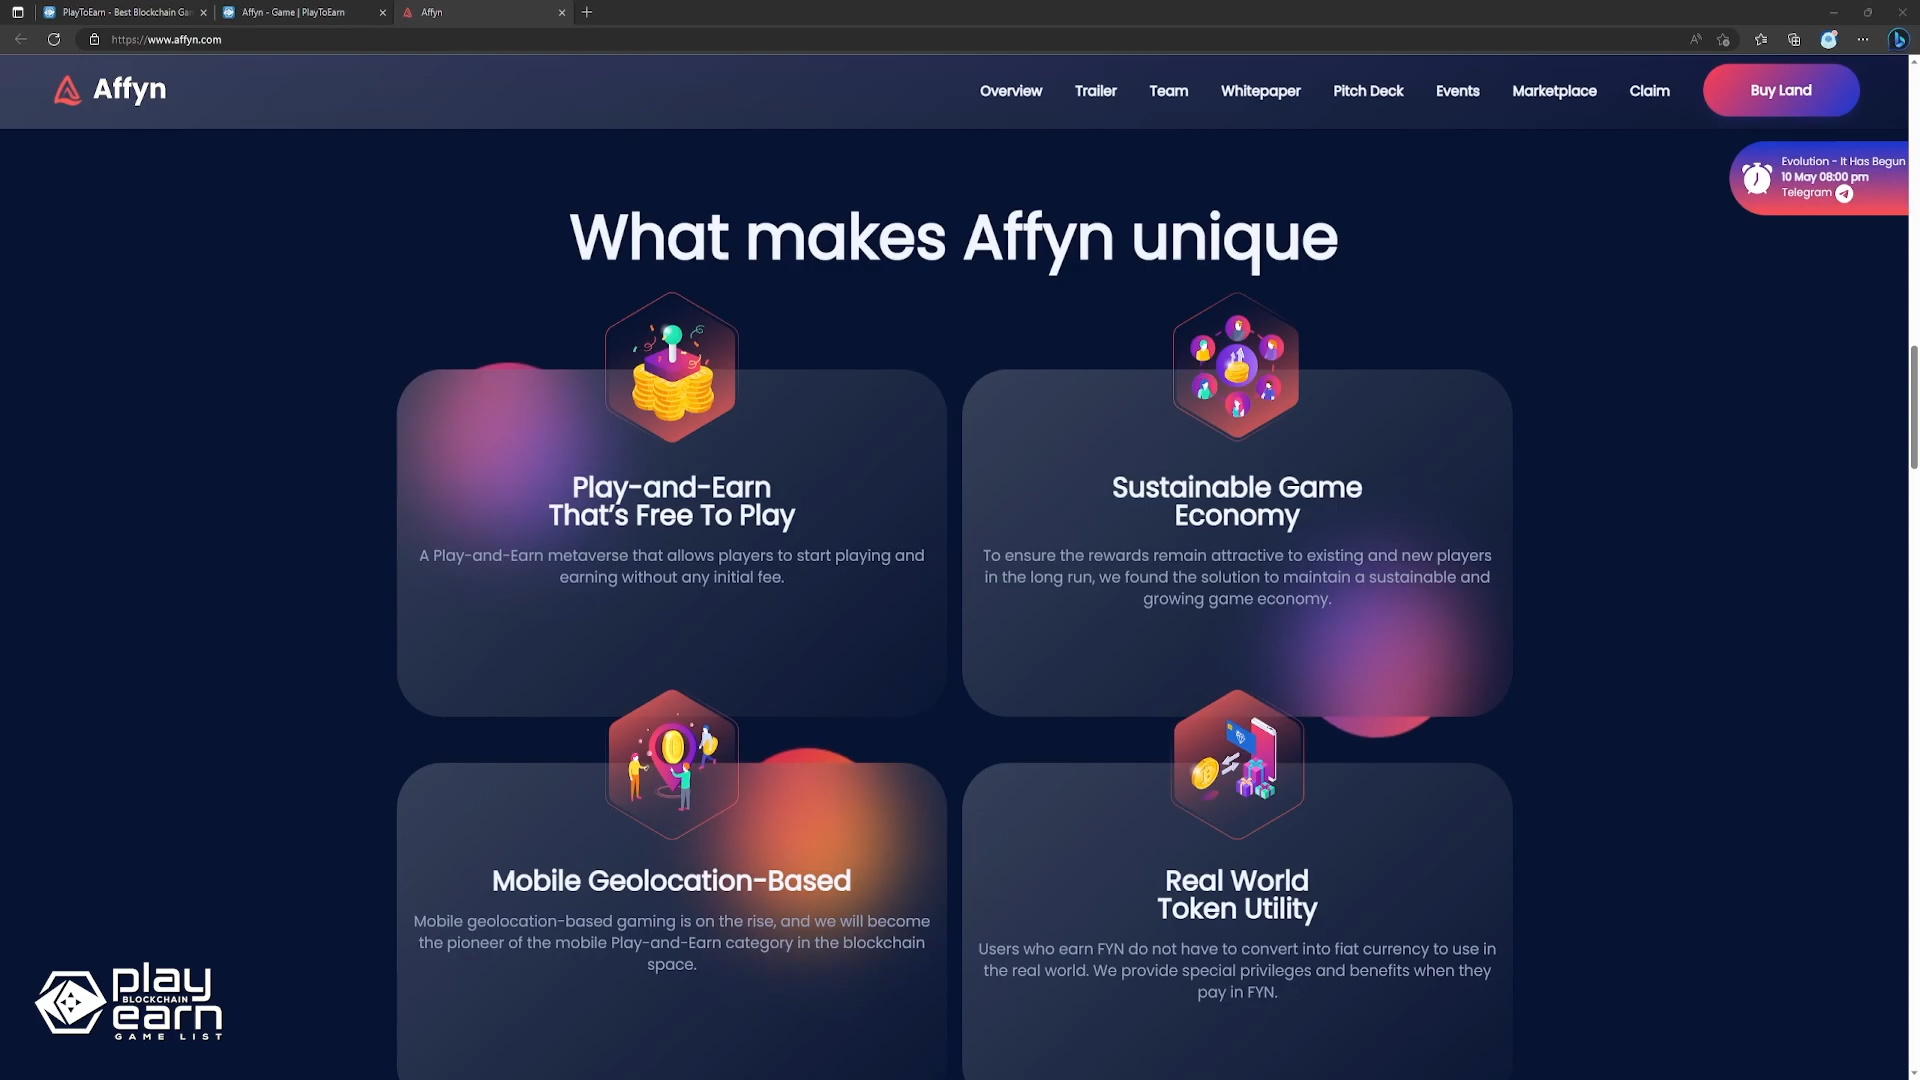 PlayToEarn - Best Blockchain Gam
Affyn - Game | PlayToEarn
Affyn
https://www.affyn.com
Affyn
Overview
Trailer
Team
Whitepaper
Pitch Deck
Events
Marketplace
Claim
Buy Land
Evolution - It Has Begun
10 May 08:00 pm
Telegram
What makes Affyn unique
Play-and-Earn
That's Free To Play
A Play-and-Earn metaverse that allows players to start playing and
earning without any initial fee.
Sustainable Game
Economy
To ensure the rewards remain attractive to existing and new players
in the long run, we found the solution to maintain a sustainable and
growing game economy.
Mobile Geolocation-Based
Mobile geolocation-based gaming is on the rise, and we will become
the pioneer of the mobile Play-and-Earn category in the blockchain
space.
Real World
Token Utility
Users who earn FYN do not have to convert into fiat currency to use in
the real world. We provide special privileges and benefits when they
pay in FYN.
play
BLOCKCHAIN
earn
GAME LIST